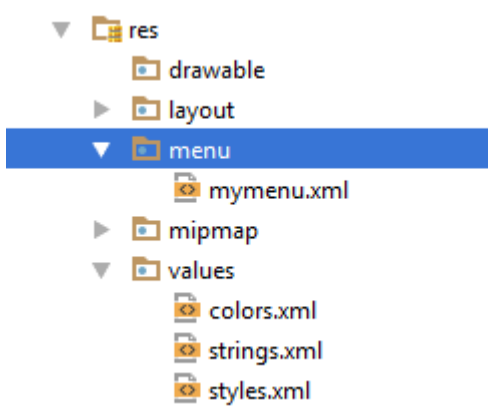 res
drawable
layout
menu
mymenu.xml
mipmap
values
colors.xml
strings.xml
styles.xml